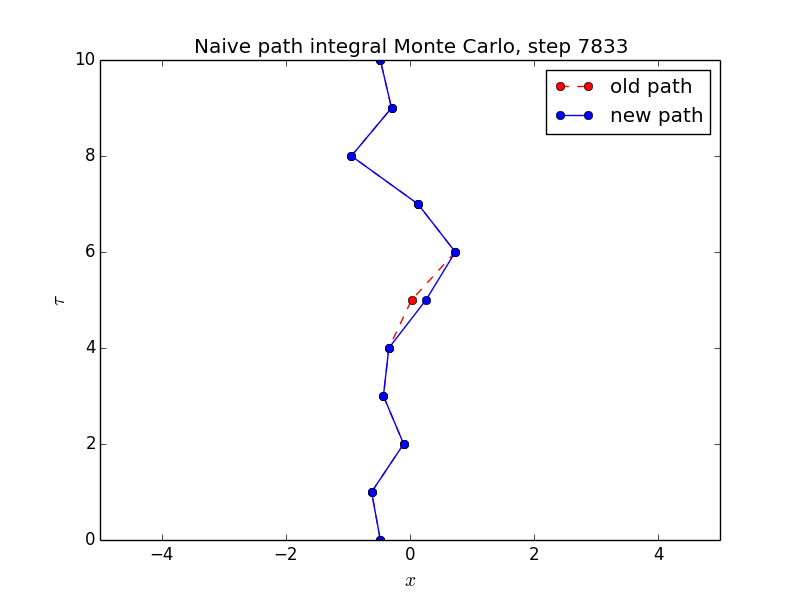 Naive path integral Monte Carlo, step 7833
old path
new path
10
8
6
4
2
0
τ
−4 −2 0 2 4
x